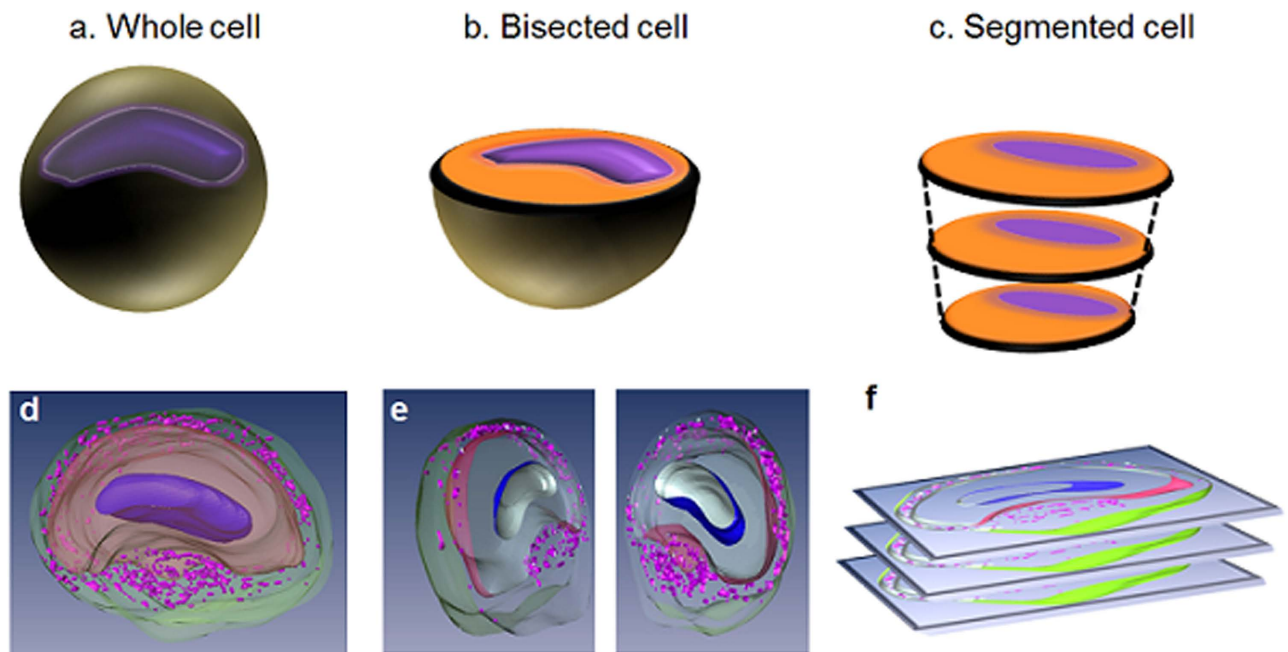 a. Whole cell
b. Bisected cell
c. Segmented cell
d
e
f